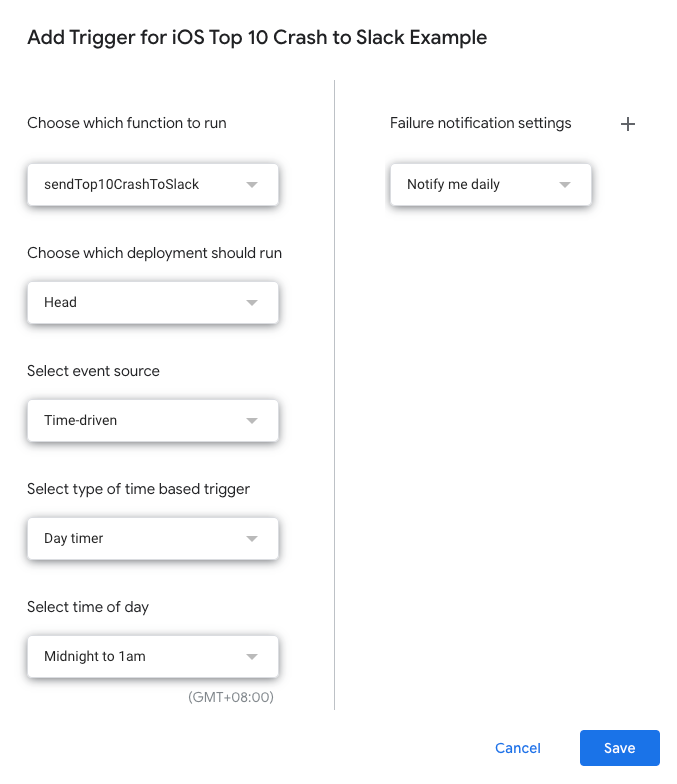 Add Trigger for iOS Top 10 Crash to Slack Example
Choose which function to run
sendTop10CrashToSlack
Choose which deployment should run
Head
Select event source
Time-driven
Select type of time based trigger
Day timer
Select time of day
Midnight to 1am
(GMT+08:00)
Failure notification settings
Notify me daily
Cancel
Save